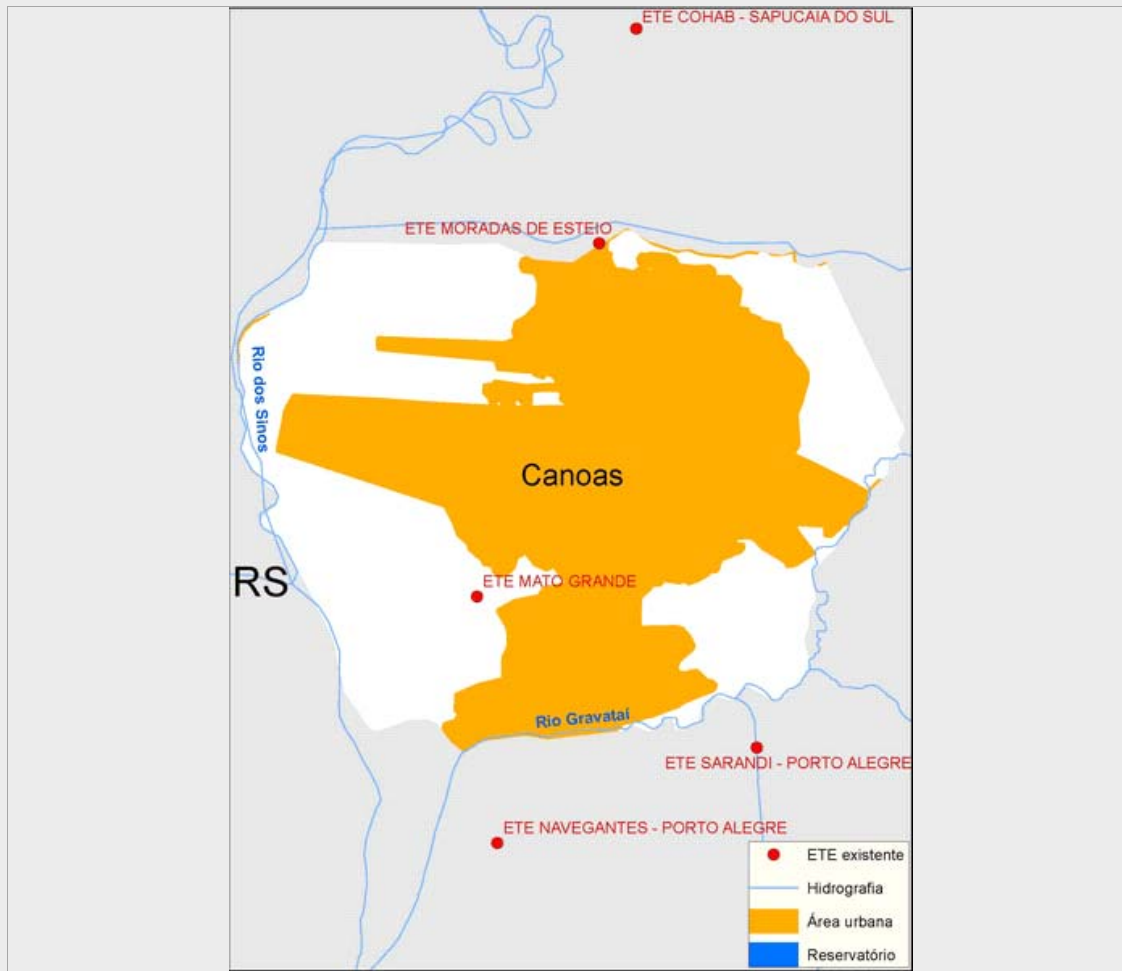 ETE COHAB - SAPUCAIA DO SUL
ETE MORADAS DE ESTEIO
Rio dos Sinos
Canoas
RS
ETE MATO GRANDE
Rio Gravataí
ETE SARANDI - PORTO ALEGRE
ETE NAVEGANTES - PORTO ALEGRE
ETE existente
Hidrografia
Área urbana
Reservatório